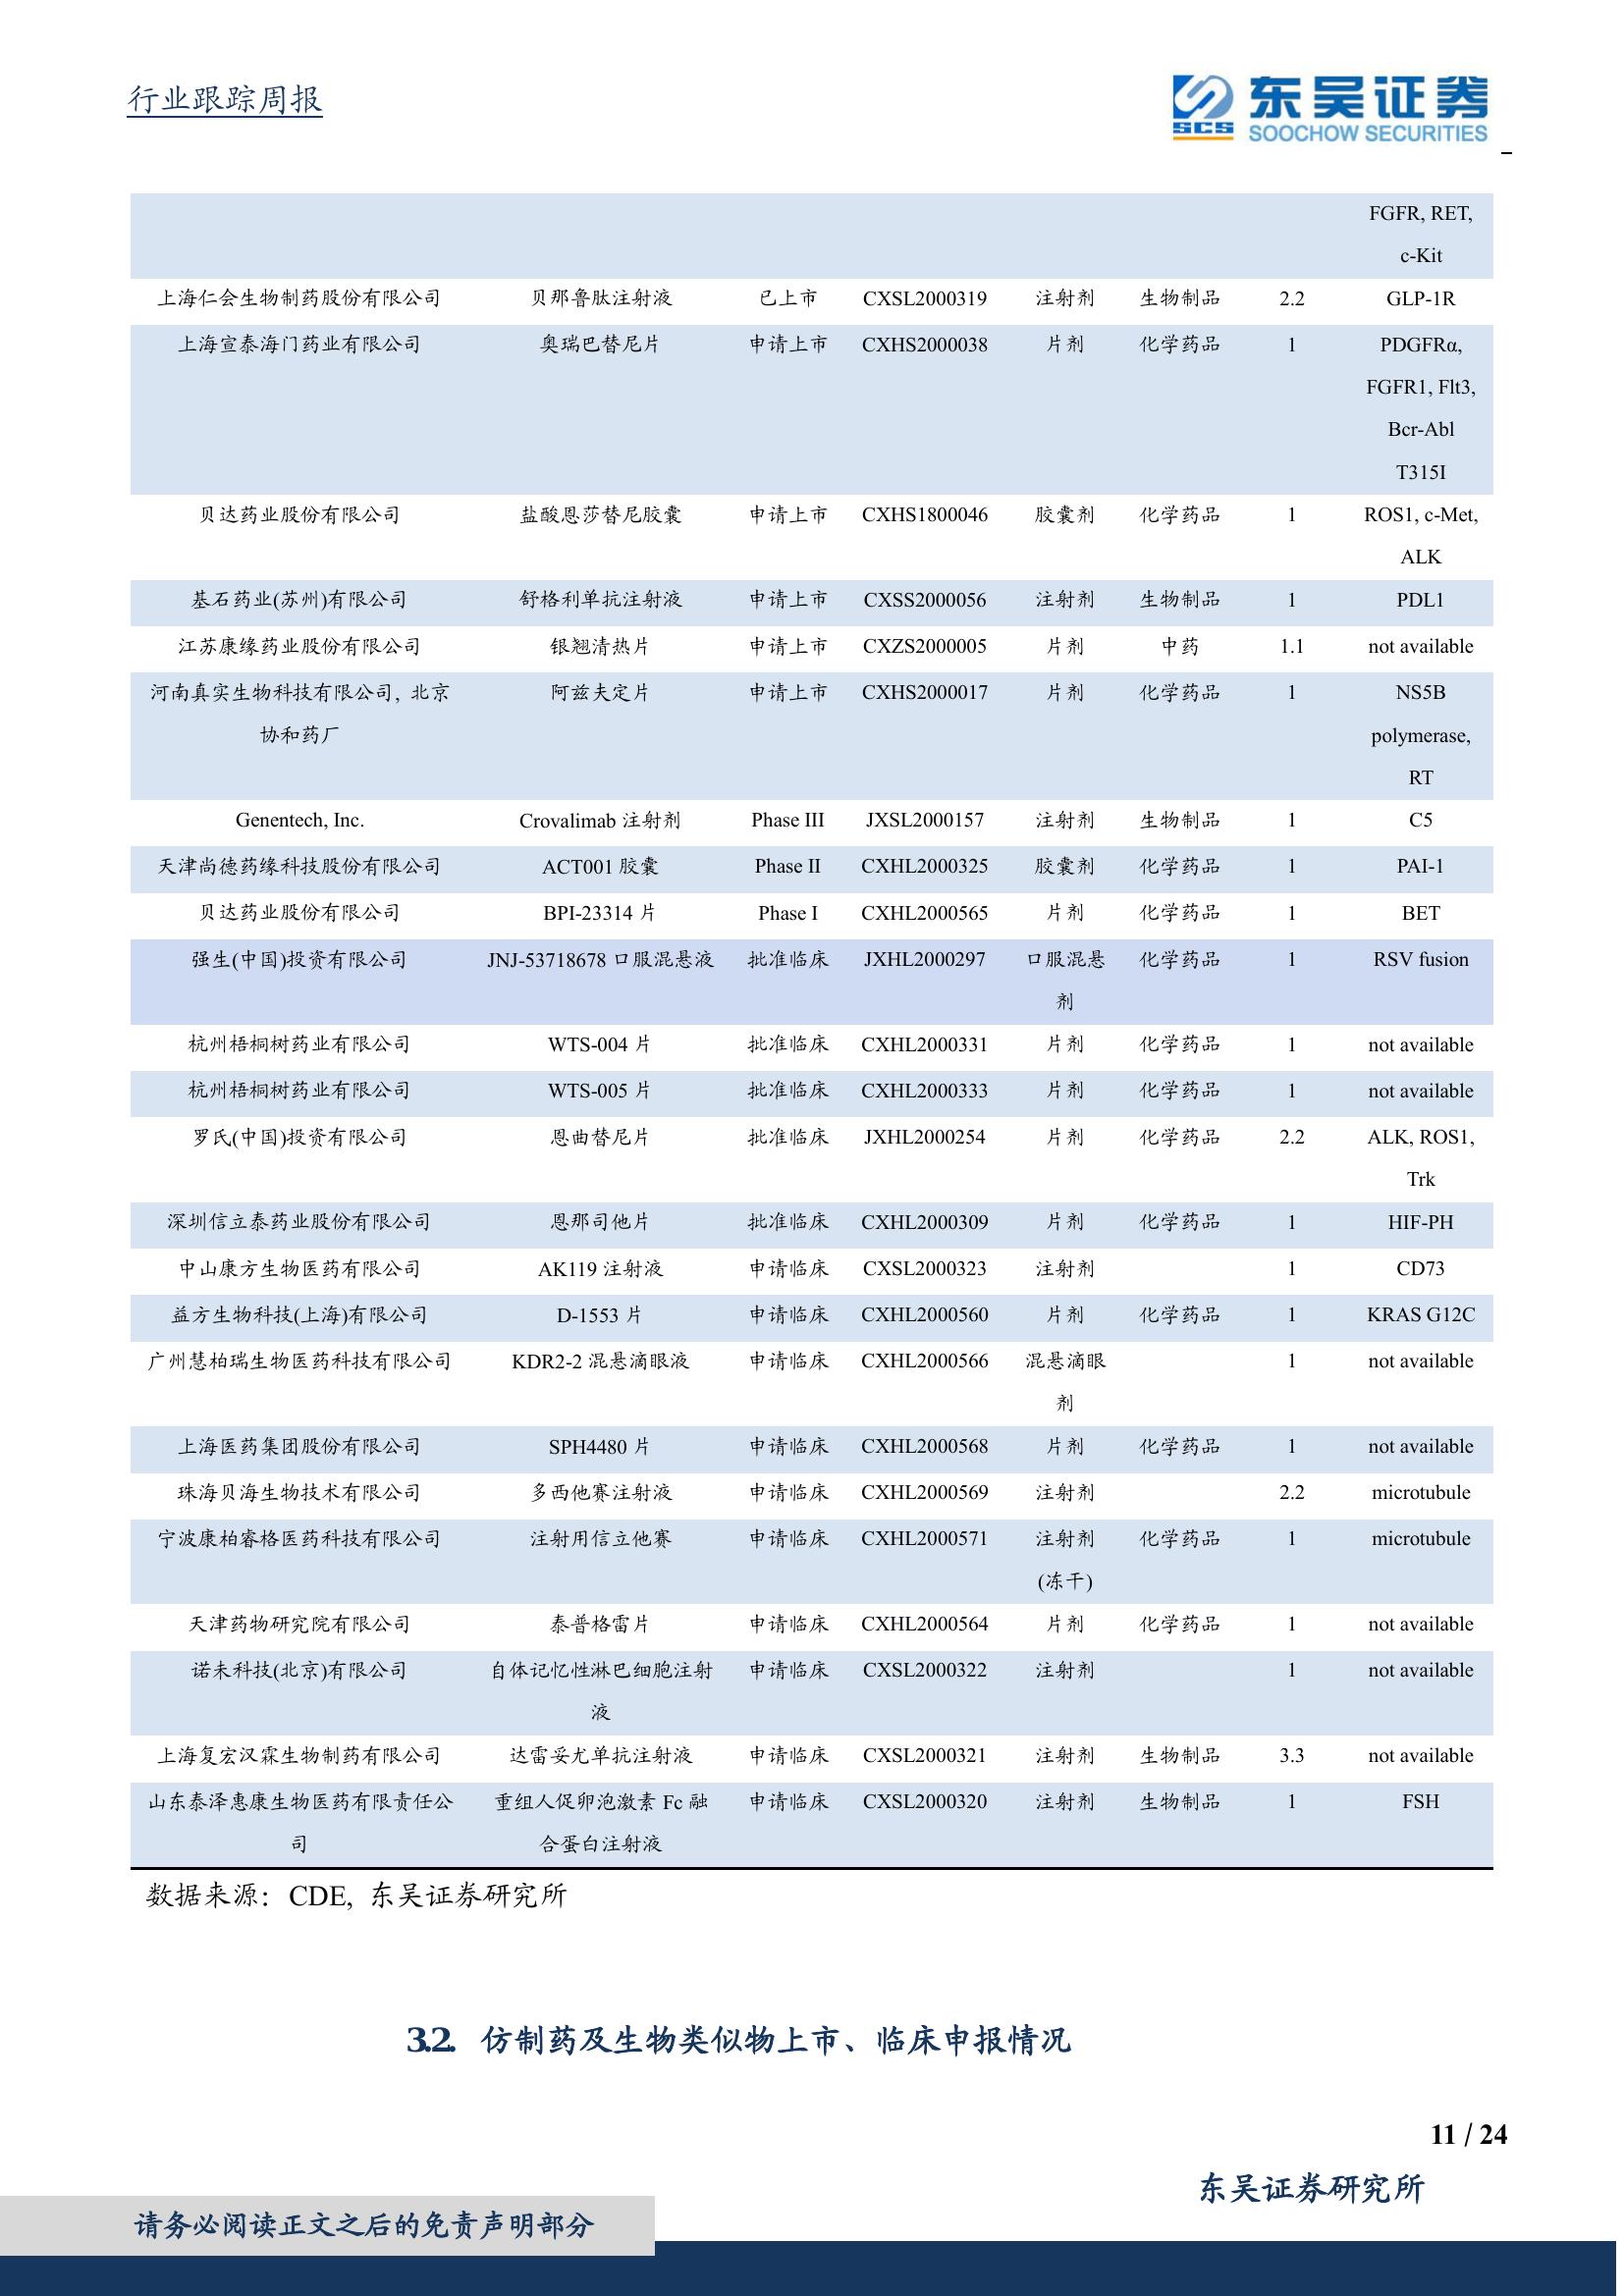 行业跟踪周报
东吴证券
SCS
SOOCHOW SECURITIES
FGFR, RET,
c-Kit
上海仁会生物制药股份有限公司 贝那鲁肽注射液 已上市 CXSL2000319 注射剂 生物制品 2.2 GLP-1R
上海宣泰海门药业有限公司 奥瑞巴替尼片 申请上市 CXHS2000038 片剂 化学药品 1 PDGFRα,
FGFR1, Flt3,
Bcr-Abl
T315I
贝达药业股份有限公司 盐酸恩莎替尼胶囊 申请上市 CXHS1800046 胶囊剂 化学药品 1 ROS1, c-Met,
ALK
基石药业(苏州)有限公司 舒格利单抗注射液 申请上市 CXSS2000056 注射剂 生物制品 1 PDL1
江苏康缘药业股份有限公司 银翘清热片 申请上市 CXZS2000005 片剂 中药 1.1 not available
河南真实生物科技有限公司, 北京 阿兹夫定片 申请上市 CXHS2000017 片剂 化学药品 1 NS5B
协和药厂 polymerase,
RT
Genentech, Inc. Crovalimab 注射剂 Phase III JXSL2000157 注射剂 生物制品 1 C5
天津尚德药缘科技股份有限公司 ACT001 胶囊 Phase II CXHL2000325 胶囊剂 化学药品 1 PAI-1
贝达药业股份有限公司 BPI-23314 片 Phase I CXHL2000565 片剂 化学药品 1 BET
强生(中国)投资有限公司 JNJ-53718678 口服混悬液 批准临床 JXHL2000297 口服混悬 化学药品 1 RSV fusion
剂
杭州梧桐树药业有限公司 WTS-004 片 批准临床 CXHL2000331 片剂 化学药品 1 not available
杭州梧桐树药业有限公司 WTS-005 片 批准临床 CXHL2000333 片剂 化学药品 1 not available
罗氏(中国)投资有限公司 恩曲替尼片 批准临床 JXHL2000254 片剂 化学药品 2.2 ALK, ROS1,
Trk
深圳信立泰药业股份有限公司 恩那司他片 批准临床 CXHL2000309 片剂 化学药品 1 HIF-PH
中山康方生物医药有限公司 AK119 注射液 申请临床 CXSL2000323 注射剂 1 CD73
益方生物科技(上海)有限公司 D-1553 片 申请临床 CXHL2000560 片剂 化学药品 1 KRAS G12C
广州慧柏瑞生物医药科技有限公司 KDR2-2 混悬滴眼液 申请临床 CXHL2000566 混悬滴眼 1 not available
剂
上海医药集团股份有限公司 SPH4480 片 申请临床 CXHL2000568 片剂 化学药品 1 not available
珠海贝海生物技术有限公司 多西他赛注射液 申请临床 CXHL2000569 注射剂 2.2 microtubule
宁波康柏睿格医药科技有限公司 注射用信立他赛 申请临床 CXHL2000571 注射剂 化学药品 1 microtubule
(冻干)
天津药物研究院有限公司 泰普格雷片 申请临床 CXHL2000564 片剂 化学药品 1 not available
诺未科技(北京)有限公司 自体记忆性淋巴细胞注射 申请临床 CXSL2000322 注射剂 1 not available
液
上海复宏汉霖生物制药有限公司 达雷妥尤单抗注射液 申请临床 CXSL2000321 注射剂 生物制品 3.3 not available
山东泰泽惠康生物医药有限责任公 重组人促卵泡激素 Fc 融 申请临床 CXSL2000320 注射剂 生物制品 1 FSH
司 合蛋白注射液
数据来源：CDE, 东吴证券研究所
3.2. 仿制药及生物类似物上市、临床申报情况
11 / 24
东吴证券研究所
请务必阅读正文之后的免责声明部分